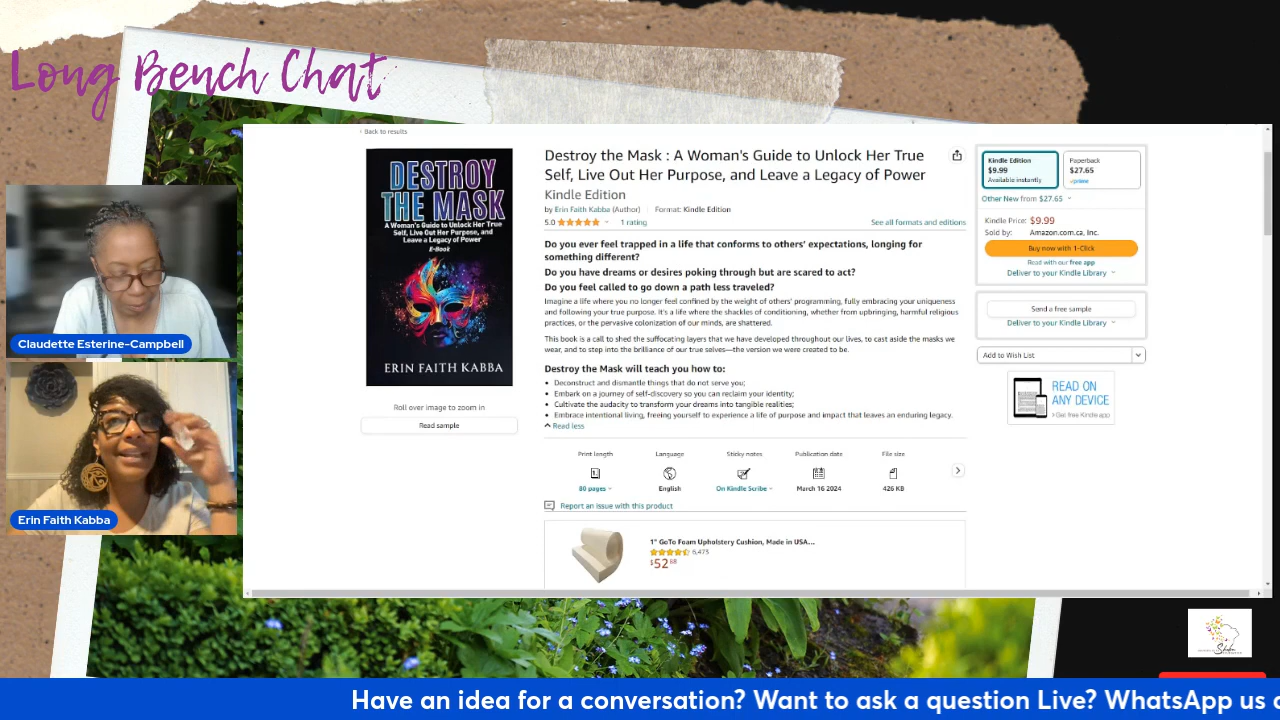 Long Bench Chat
‹ Back to results
DESTROY
THE MASK
A Woman's Guide to Unlock Her True
Self, Live Out Her Purpose, and
Leave a Legacy of Power
E-Book
ERIN FAITH KABBA
Roll over image to zoom in
Read sample
Destroy the Mask : A Woman's Guide to Unlock Her True
Self, Live Out Her Purpose, and Leave a Legacy of Power
Kindle Edition
by Erin Faith Kabba (Author) Format: Kindle Edition
5.0 1 rating See all formats and editions
Do you ever feel trapped in a life that conforms to others' expectations, longing for
something different?
Do you have dreams or desires poking through but are scared to act?
Do you feel called to go down a path less traveled?
Imagine a life where you no longer feel confined by the weight of others' programming, fully embracing your uniqueness
and following your true purpose. It's a life where the shackles of conditioning, whether from upbringing, harmful religious
practices, or the pervasive colonization of our minds, are shattered.
This book is a call to shed the suffocating layers that we have developed throughout our lives, to cast aside the masks we
wear, and to step into the brilliance of our true selves—the version we were created to be.
Destroy the Mask will teach you how to:
• Deconstruct and dismantle things that do not serve you;
• Embark on a journey of self-discovery so you can reclaim your identity;
• Cultivate the audacity to transform your dreams into tangible realities;
• Embrace intentional living, freeing yourself to experience a life of purpose and impact that leaves an enduring legacy.
Read less
Print length Language Sticky notes Publication date File size
80 pages English On Kindle Scribe March 16 2024 426 KB
Report an issue with this product
1" GoTo Foam Upholstery Cushion, Made in USA...
6,473
$52
Kindle Edition
$9.99
Available instantly
Paperback
$27.65
prime
Other New from $27.65
Kindle Price: $9.99
Sold by: Amazon.com.ca, Inc.
Buy now with 1-Click
Read with our free app
Deliver to your Kindle Library
Send a free sample
Deliver to your Kindle Library
Add to Wish List
READ ON
ANY DEVICE
› Get free Kindle app
Claudette Esterine-Campbell
Erin Faith Kabba
Have an idea for a conversation? Want to ask a question Live? WhatsApp us